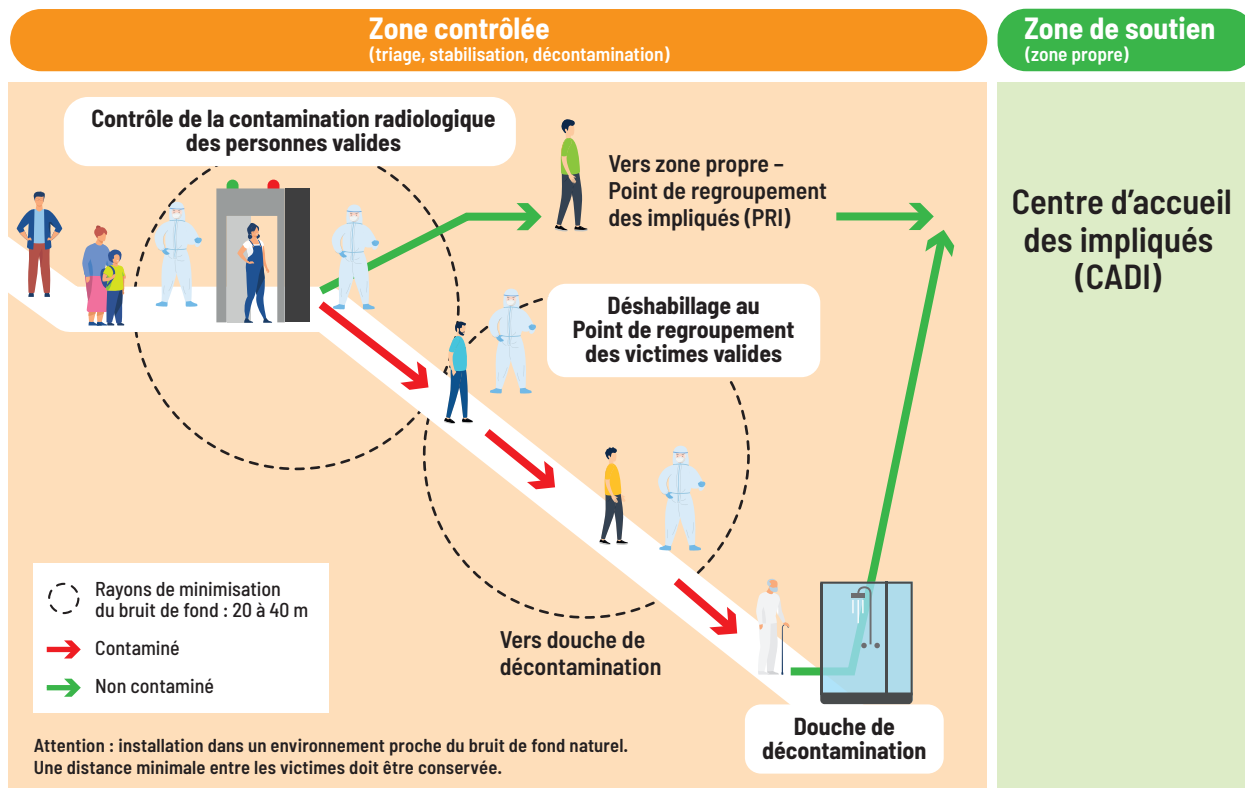 Zone contrôlée
(triage, stabilisation, décontamination)
Zone de soutien
(zone propre)
Contrôle de la contamination radiologique
des personnes valides
Vers zone propre –
Point de regroupement
des impliqués (PRI)
Centre d’accueil
des impliqués
(CADI)
Déshabillage au
Point de regroupement
des victimes valides
Rayons de minimisation
du bruit de fond : 20 à 40 m
Contaminé
Non contaminé
Vers douche de
décontamination
Douche de
décontamination
Attention : installation dans un environnement proche du bruit de fond naturel.
Une distance minimale entre les victimes doit être conservée.